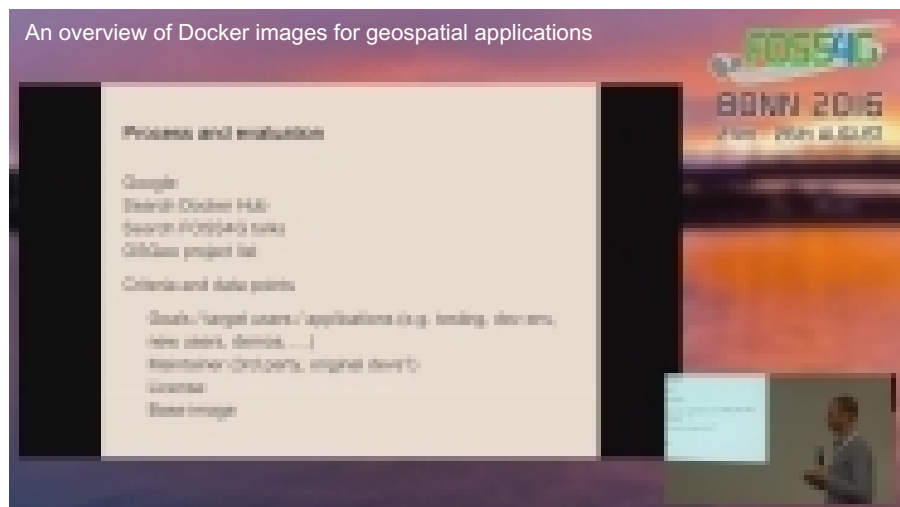 An overview of Docker images for geospatial applications
FOSS4G
BONN 2016
AUGUST
Process and evaluation
Google
Search Docker Hub
Search FOSS4G talks
OSGeo project list
Criteria and data points
Goals / target users / applications (e.g. testing, dev env,
new users, demos, ...)
Maintainer (3rd party, original devs?)
License
Base image